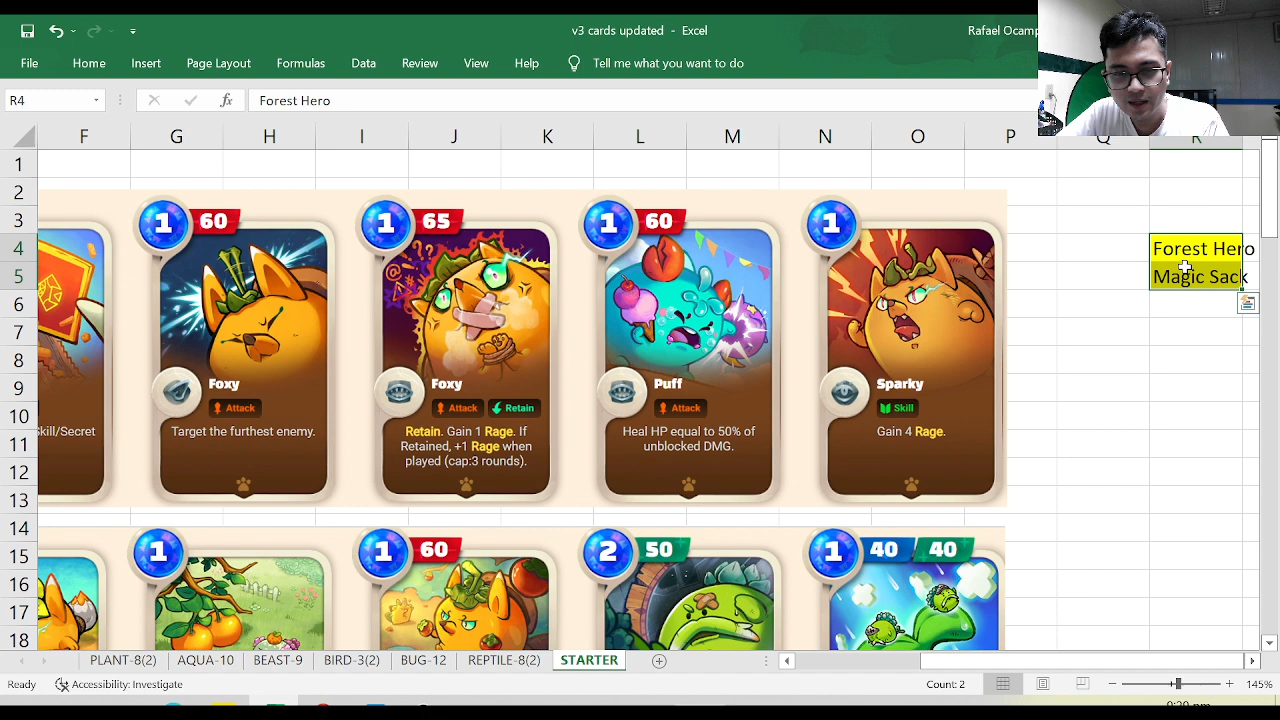 v3 cards updated - Excel
Rafael Ocam
File Home Insert Page Layout Formulas Data Review View Help Tell me what you want to do
R4
fx Forest Hero
F G H I J K L M N O P Q R
1
2
3
4
5
6
7
8
9
10
11
12
13
14
15
16
17
18
Skill/Secret
1 60
Foxy
Attack
Target the furthest enemy.
1 65
Foxy
Attack Retain
Retain. Gain 1 Rage. If
Retained, +1 Rage when
played (cap:3 rounds).
1 60
Puff
Attack
Heal HP equal to 50% of
unblocked DMG.
1
Sparky
Skill
Gain 4 Rage.
Forest Hero
Magic Sack
1
1 60
2 50
1 40 40
PLANT-8(2) AQUA-10 BEAST-9 BIRD-3(2) BUG-12 REPTILE-8(2) STARTER
Ready Accessibility: Investigate Count: 2 145%